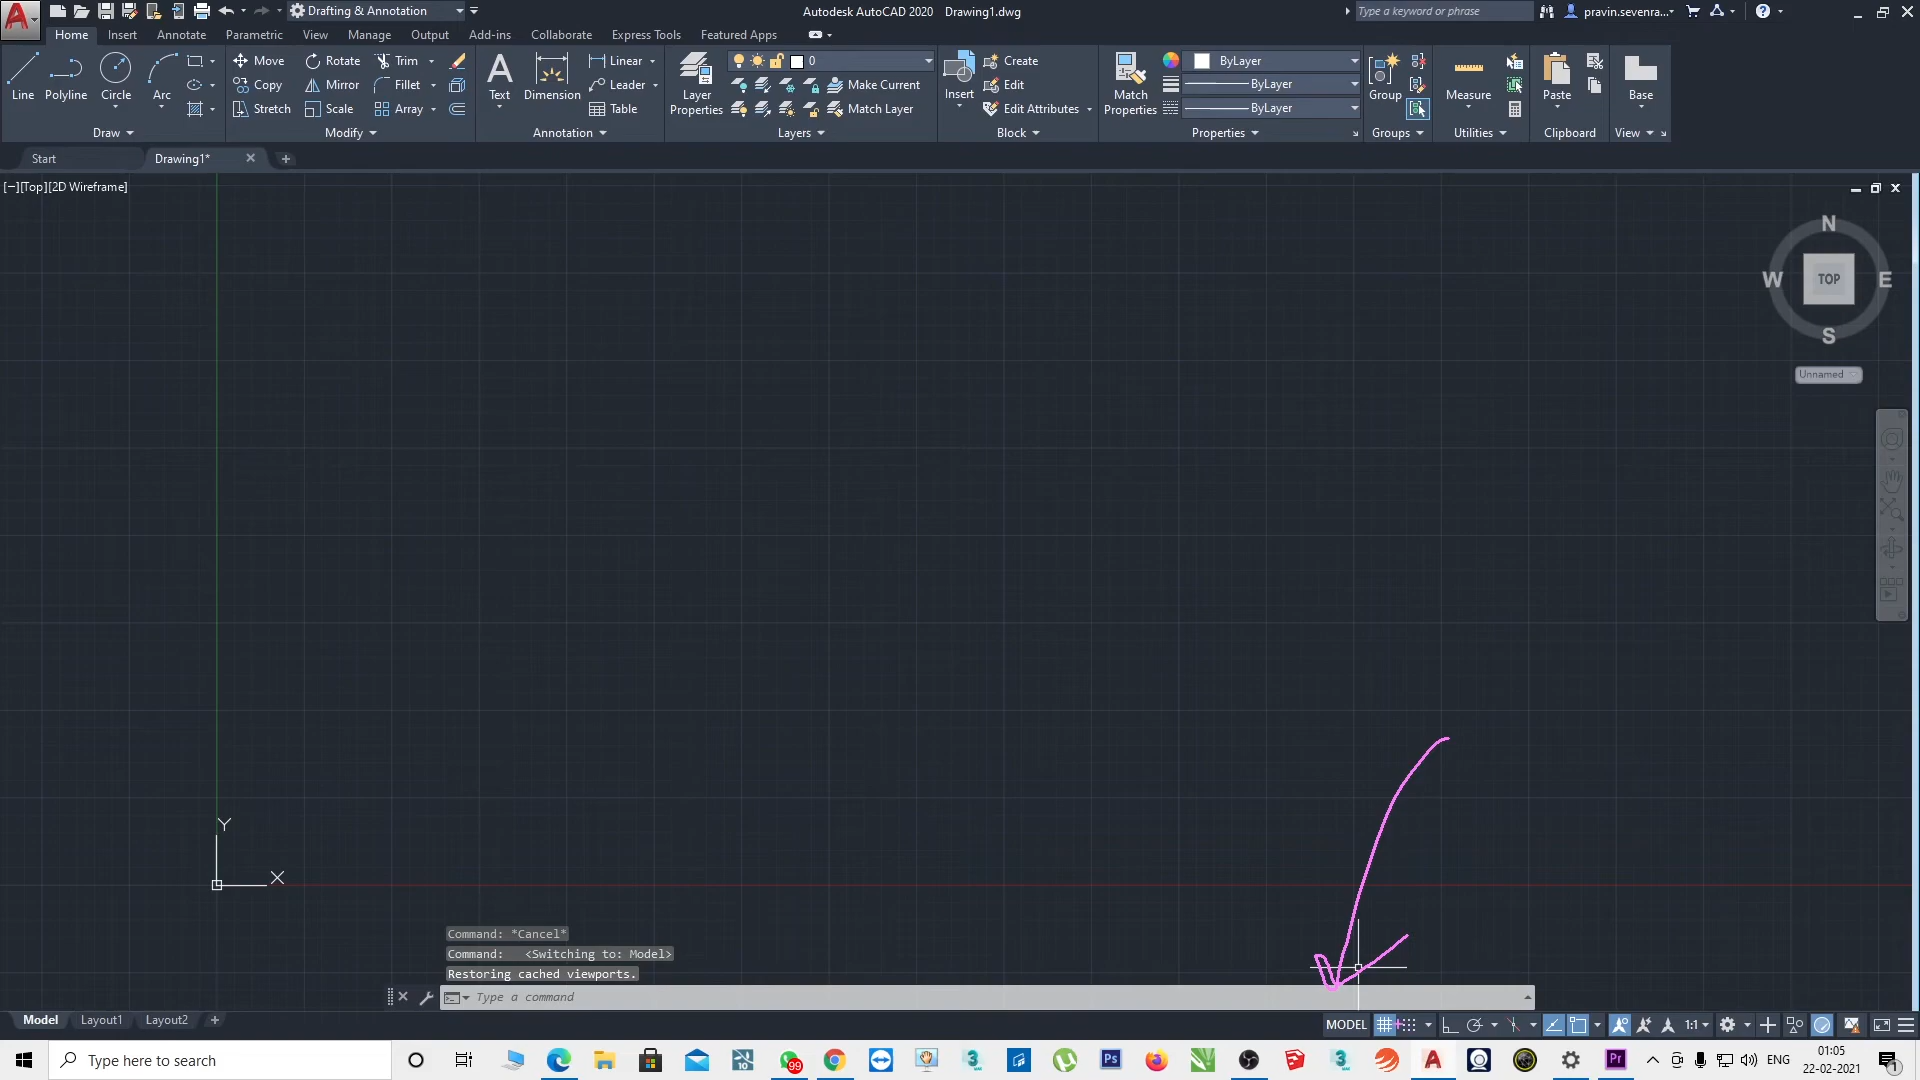 Drafting & Annotation
Autodesk AutoCAD 2020 Drawing1.dwg
Type a keyword or phrase
pravin.sevenra...
Home Insert Annotate Parametric View Manage Output Add-ins Collaborate Express Tools Featured Apps
Line Polyline Circle Arc
Move Rotate Trim
Copy Mirror Fillet
Stretch Scale Array
Text Dimension
Linear
Leader
Table
Layer Properties
0
Make Current
Match Layer
Insert
Create
Edit
Edit Attributes
Match Properties
ByLayer
ByLayer
ByLayer
Group Measure Paste Base
Draw Modify Annotation Layers Block Properties Groups Utilities Clipboard View
Start Drawing1*
[−][Top][2D Wireframe]
N
W TOP E
S
Unnamed
Y
X
Command: *Cancel*
Command: <Switching to: Model>
Restoring cached viewports.
Type a command
Model Layout1 Layout2
MODEL 1:1
Type here to search
99
ENG
01:05
22-02-2021